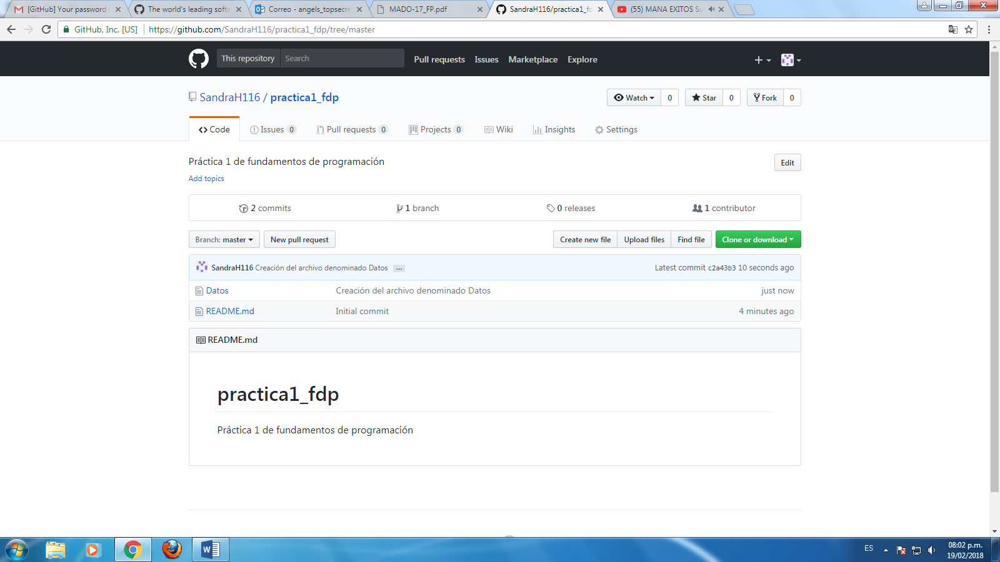 [GitHub] Your password
The world's leading softw
Correo - angels_topsecre
MADO-17_FP.pdf
SandraH116/practica1_fd
(55) MANA EXITOS Su
GitHub, Inc. [US] https://github.com/SandraH116/practica1_fdp/tree/master
This repository Search Pull requests Issues Marketplace Explore
SandraH116 / practica1_fdp
Watch 0 Star 0 Fork 0
Code Issues 0 Pull requests 0 Projects 0 Wiki Insights Settings
Práctica 1 de fundamentos de programación
Edit
Add topics
2 commits 1 branch 0 releases 1 contributor
Branch: master New pull request Create new file Upload files Find file Clone or download
SandraH116 Creación del archivo denominado Datos ... Latest commit c2a43b3 10 seconds ago
Datos Creación del archivo denominado Datos just now
README.md Initial commit 4 minutes ago
README.md
practica1_fdp
Práctica 1 de fundamentos de programación
ES
08:02 p.m.
19/02/2018